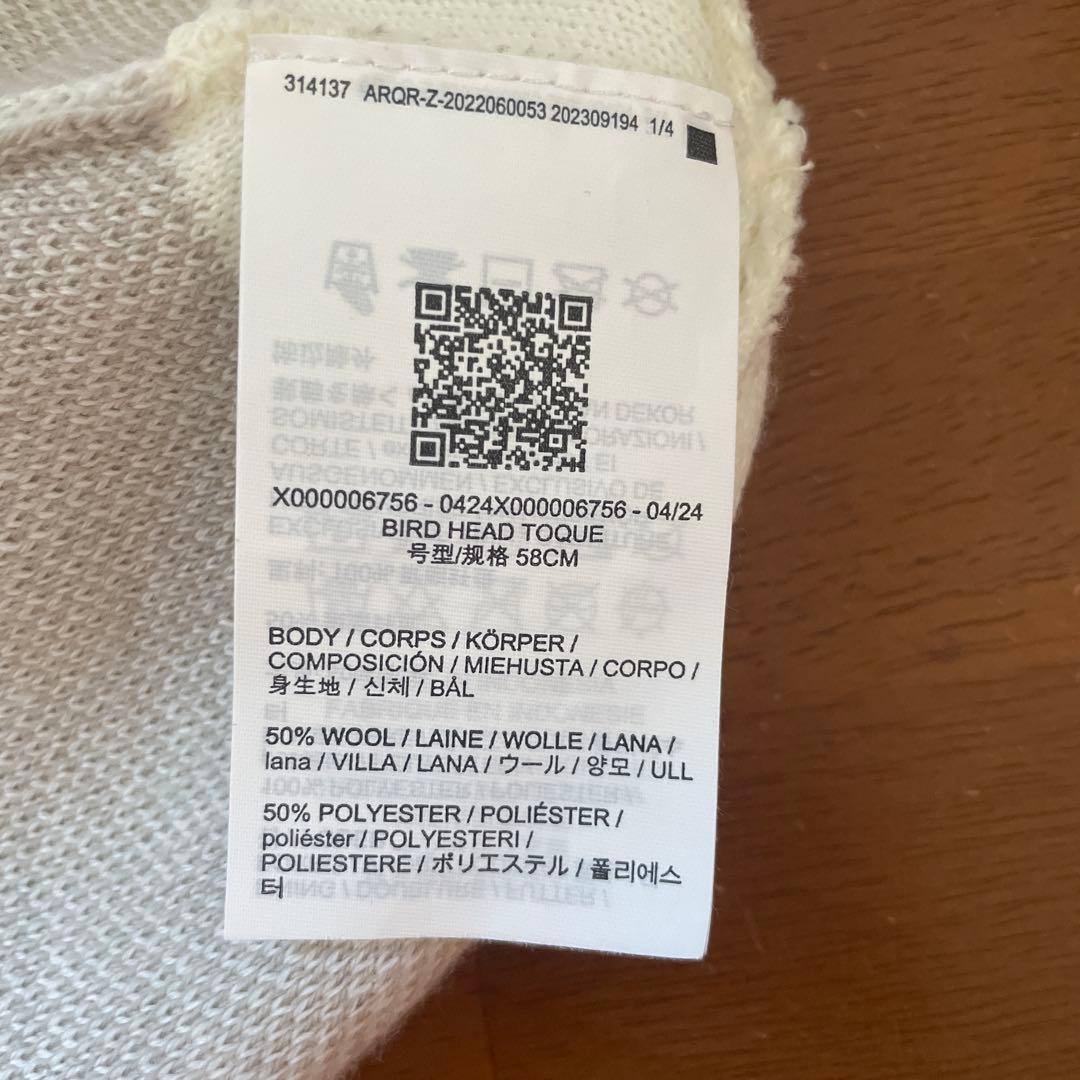 314137 ARQR-Z-2022060053 202309194 1/4
X000006756 - 0424X000006756 - 04/24
BIRD HEAD TOQUE
号型/规格 58CM
BODY / CORPS / KÖRPER /
COMPOSICIÓN / MIEHUSTA / CORPO /
身生地 / 신체 / BÅL
50% WOOL / LAINE / WOLLE / LANA /
lana / VILLA / LANA / ウール / 양모 / ULL
50% POLYESTER / POLIÉSTER /
poliéster / POLYESTERI /
POLIESTERE / ポリエステル / 폴리에스
터